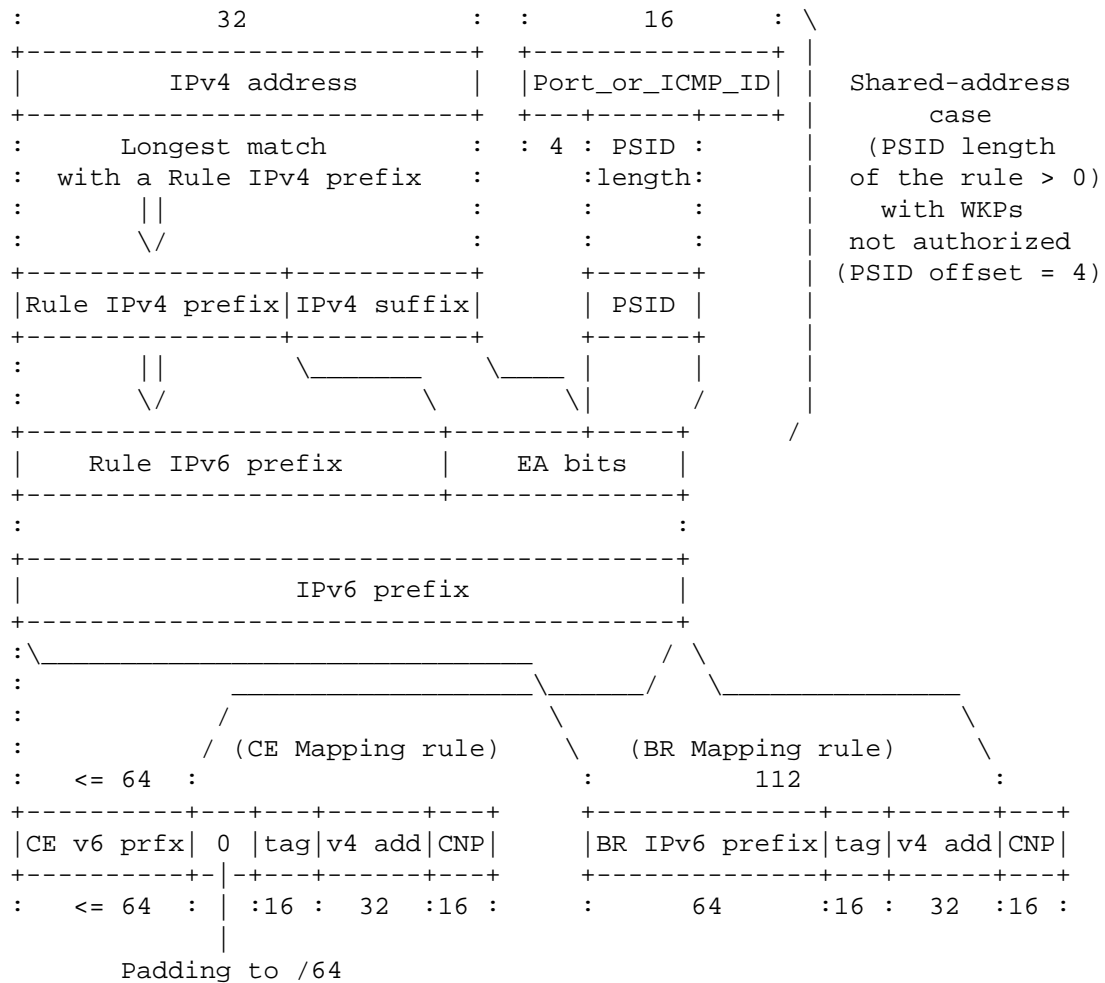 : 32 : : 16 : \
+----------------------------+ +---------------+ |
| IPv4 address | |Port_or_ICMP_ID| | Shared-address
+----------------------------+ +---+------+----+ | case
: Longest match : : 4 : PSID : | (PSID length
: with a Rule IPv4 prefix : :length: | of the rule > 0)
: || : : : | with WKPs
: \/ : : : | not authorized
+----------------+-----------+ +------+ | (PSID offset = 4)
|Rule IPv4 prefix|IPv4 suffix| | PSID | |
+----------------+-----------+ +------+ |
: || \_______ \____ | | |
: \/ \ \| / |
+--------------------------+--------+-----+ /
| Rule IPv6 prefix | EA bits |
+--------------------------+--------------+
: :
+-----------------------------------------+
| IPv6 prefix |
+-----------------------------------------+
:\_______________________________ / \
: ___________________\______/ \_______________
: / \ \
: / (CE Mapping rule) \ (BR Mapping rule) \
: <= 64 : : 112 :
+----------+---+---+------+---+ +--------------+---+------+---+
|CE v6 prfx| 0 |tag|v4 add|CNP| |BR IPv6 prefix|tag|v4 add|CNP|
+----------+-|-+---+------+---+ +--------------+---+------+---+
: <= 64 : | :16 : 32 :16 : : 64 :16 : 32 :16 :
|
Padding to /64